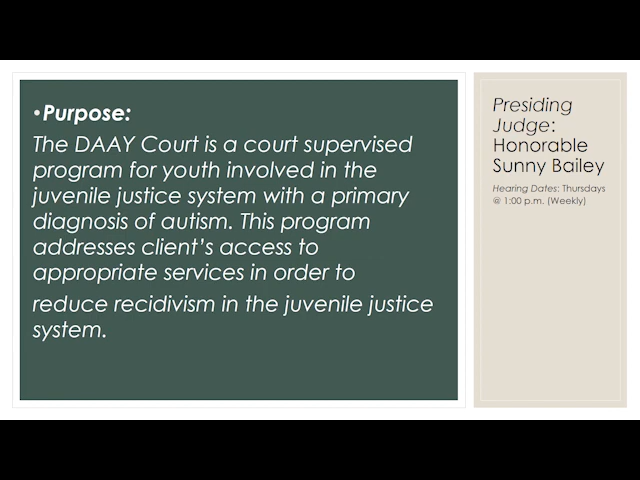 •Purpose:
The DAAY Court is a court supervised
program for youth involved in the
juvenile justice system with a primary
diagnosis of autism. This program
addresses client’s access to
appropriate services in order to
reduce recidivism in the juvenile justice
system.
Presiding
Judge:
Honorable
Sunny Bailey
Hearing Dates: Thursdays
@ 1:00 p.m. (Weekly)